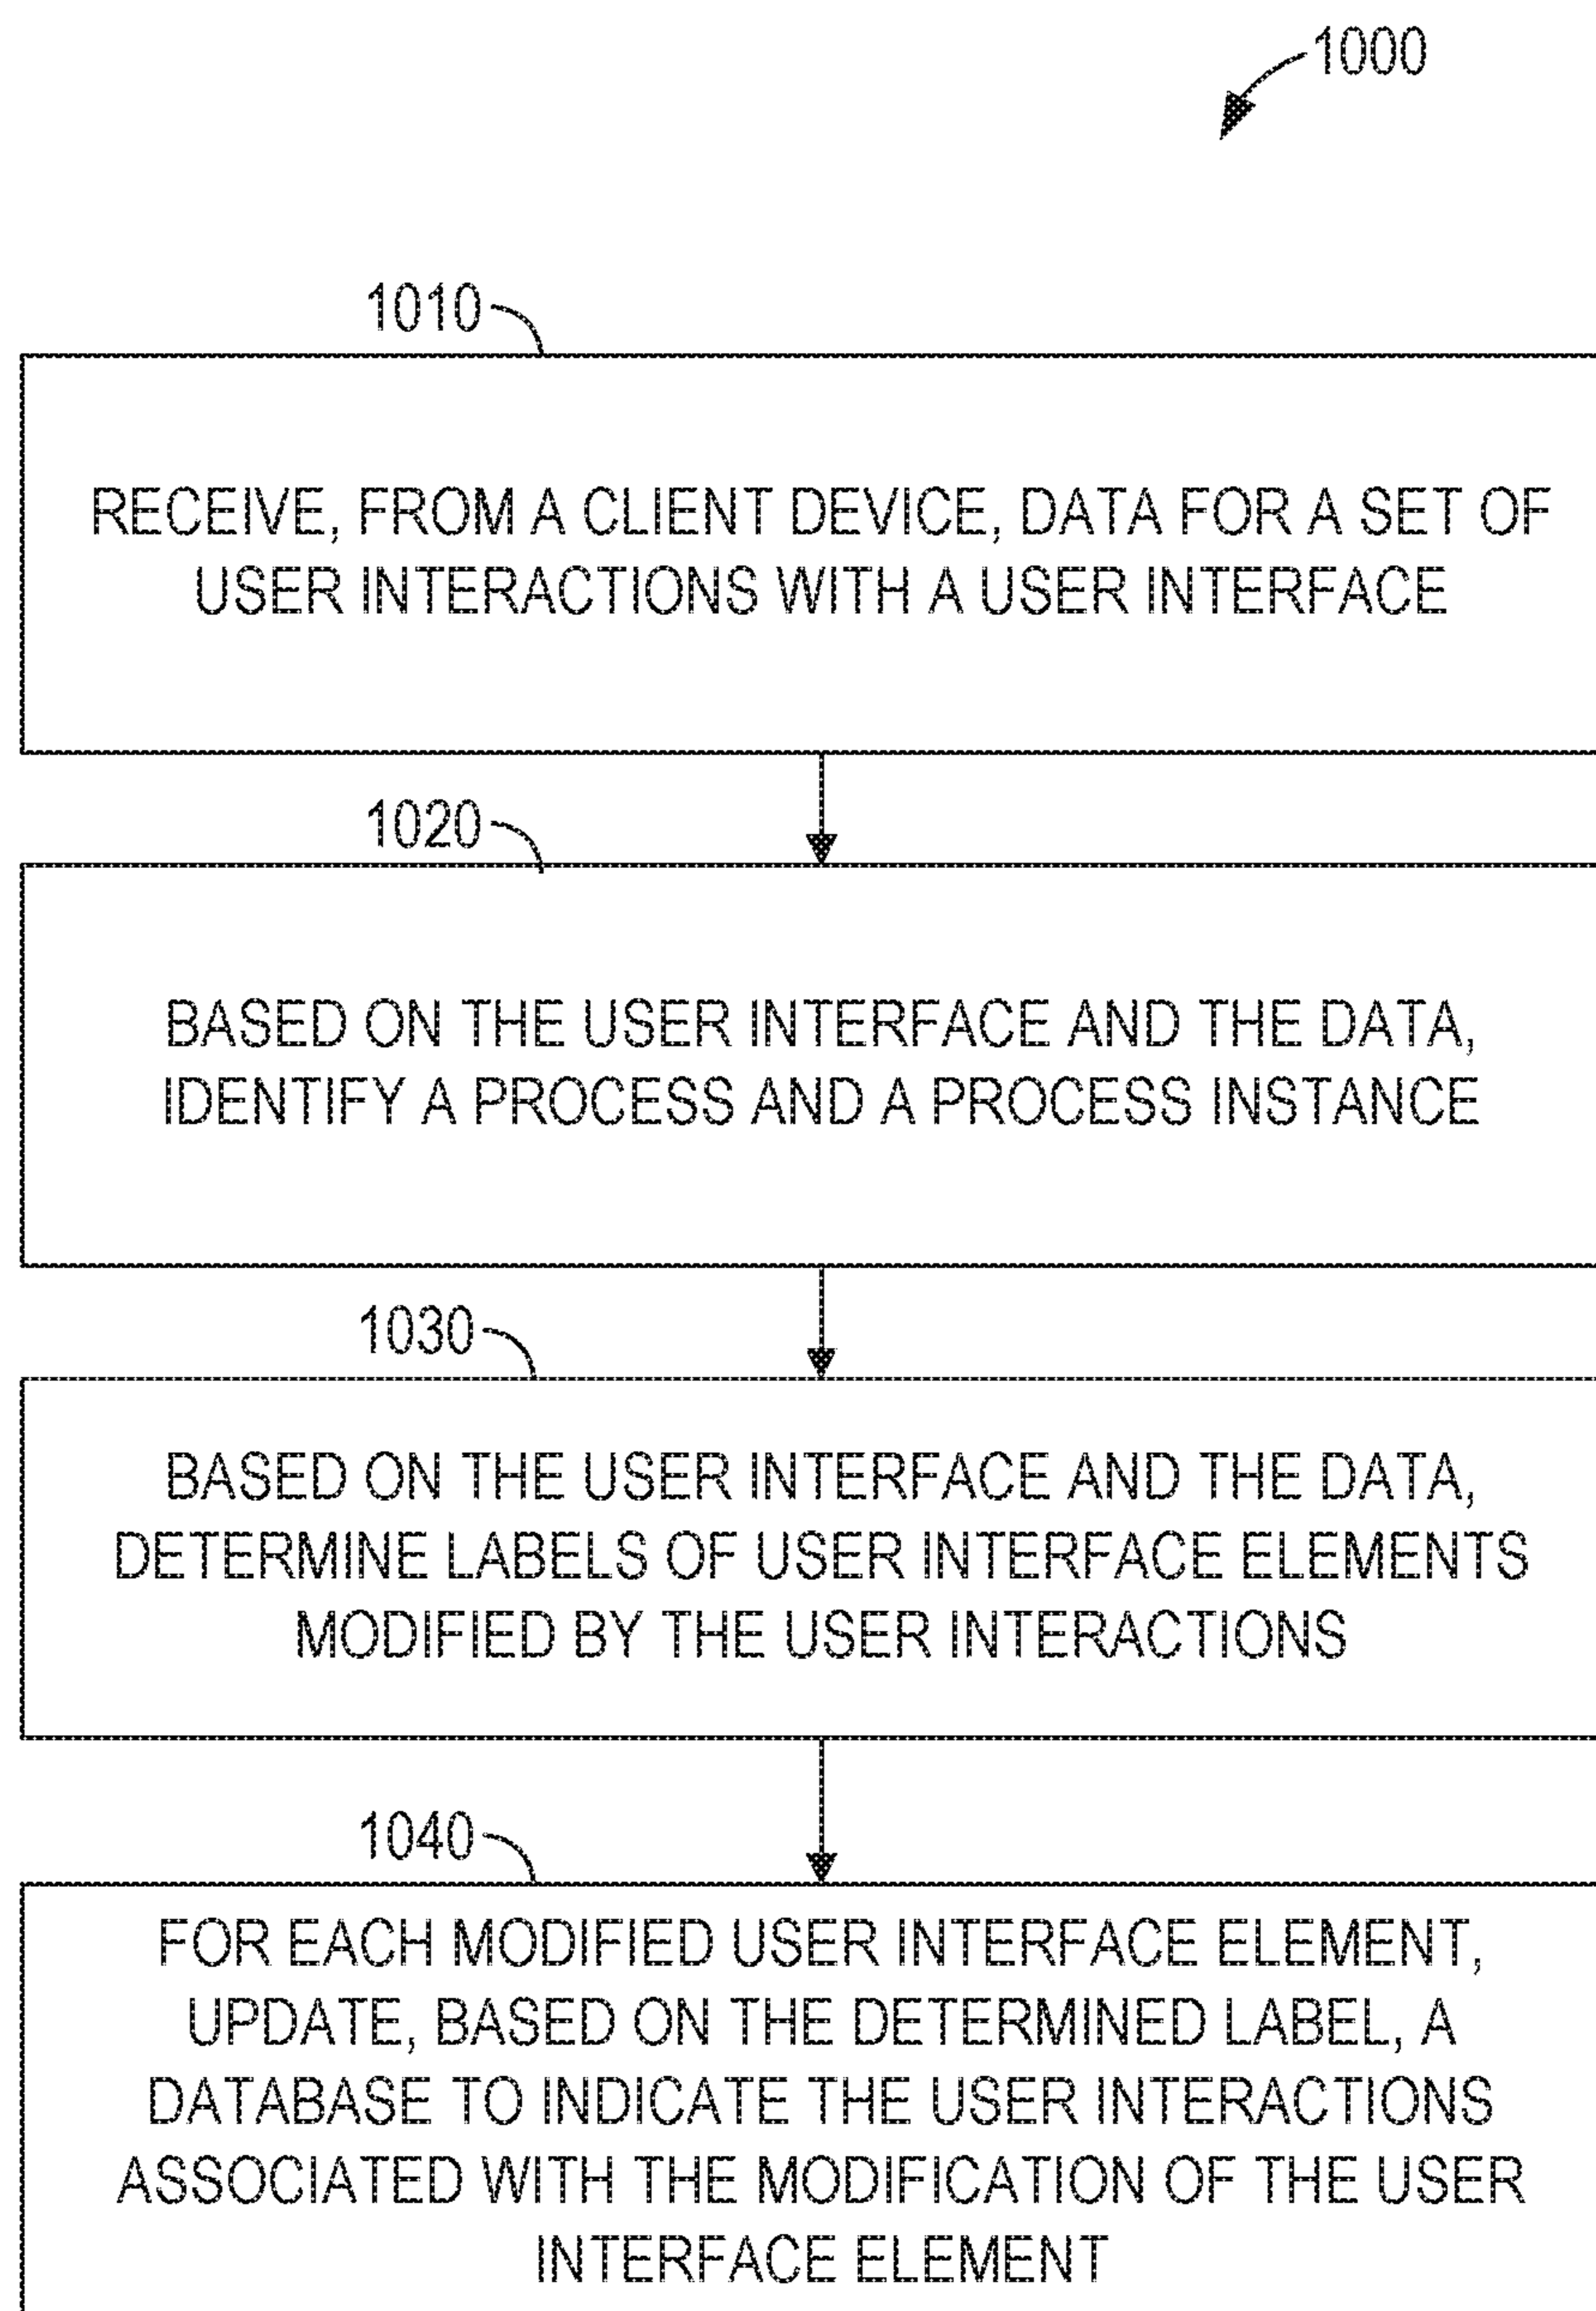 1000
1010
RECEIVE, FROM A CLIENT DEVICE, DATA FOR A SET OF
USER INTERACTIONS WITH A USER INTERFACE
1020
BASED ON THE USER INTERFACE AND THE DATA,
IDENTIFY A PROCESS AND A PROCESS INSTANCE
1030
BASED ON THE USER INTERFACE AND THE DATA,
DETERMINE LABELS OF USER INTERFACE ELEMENTS
MODIFIED BY THE USER INTERACTIONS
1040
FOR EACH MODIFIED USER INTERFACE ELEMENT,
UPDATE, BASED ON THE DETERMINED LABEL, A
DATABASE TO INDICATE THE USER INTERACTIONS
ASSOCIATED WITH THE MODIFICATION OF THE USER
INTERFACE ELEMENT